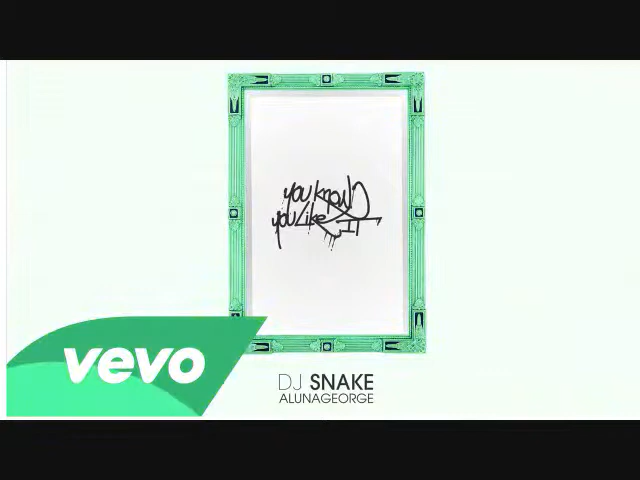 you know
you like IT
vevo
DJ SNAKE
ALUNAGEORGE